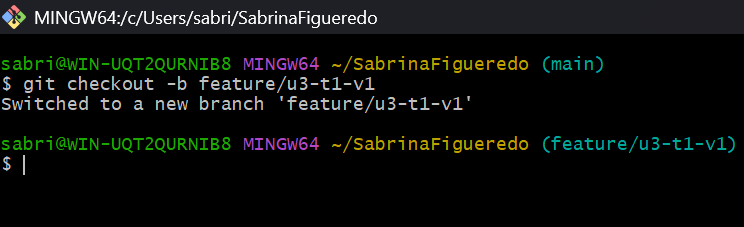 MINGW64:/c/Users/sabri/SabrinaFigueredo
sabri@WIN-UQT2QURNIB8 MINGW64 ~/SabrinaFigueredo (main)
$ git checkout -b feature/u3-t1-v1
Switched to a new branch 'feature/u3-t1-v1'
sabri@WIN-UQT2QURNIB8 MINGW64 ~/SabrinaFigueredo (feature/u3-t1-v1)
$